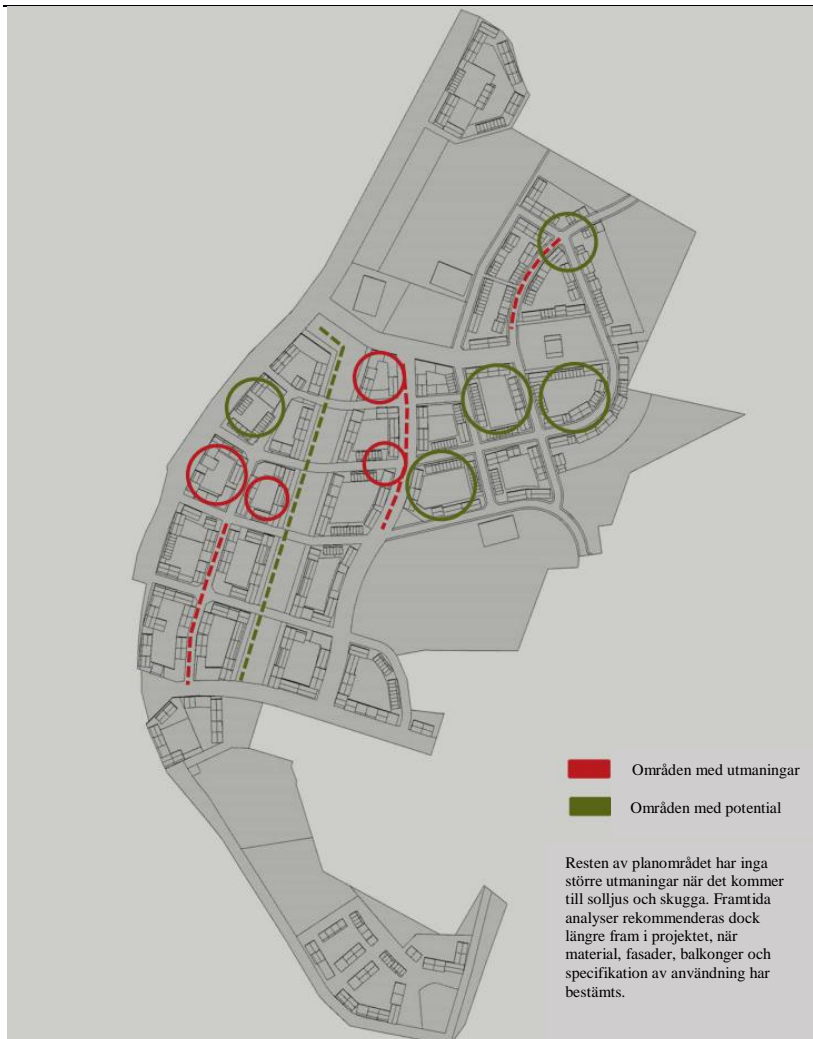 Områden med utmaningar
Områden med potential
Resten av planområdet har inga
större utmaningar när det kommer
till solljus och skugga. Framtida
analyser rekommenderas dock
längre fram i projektet, när
material, fasader, balkonger och
specifikation av användning har
bestämts.